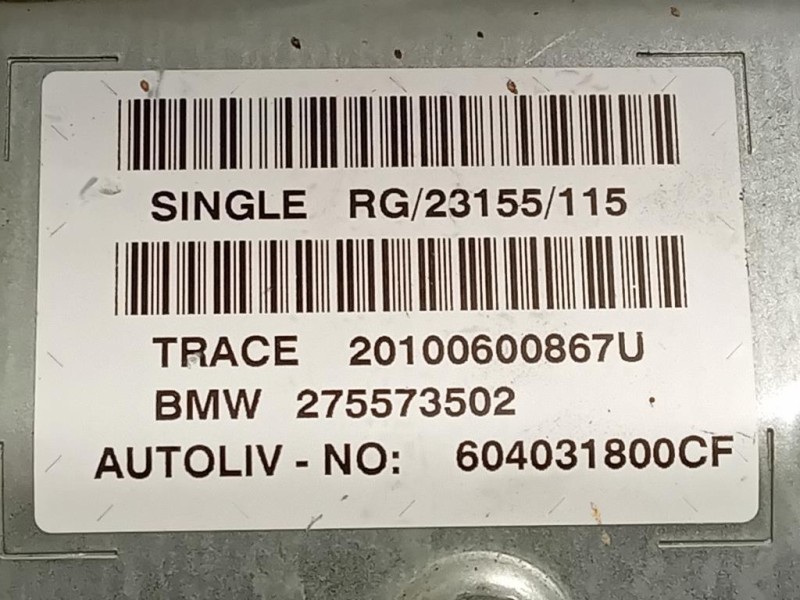 SINGLE RG/23155/115
TRACE 20100600867U
BMW 275573502
AUTOLIV - NO: 604031800CF